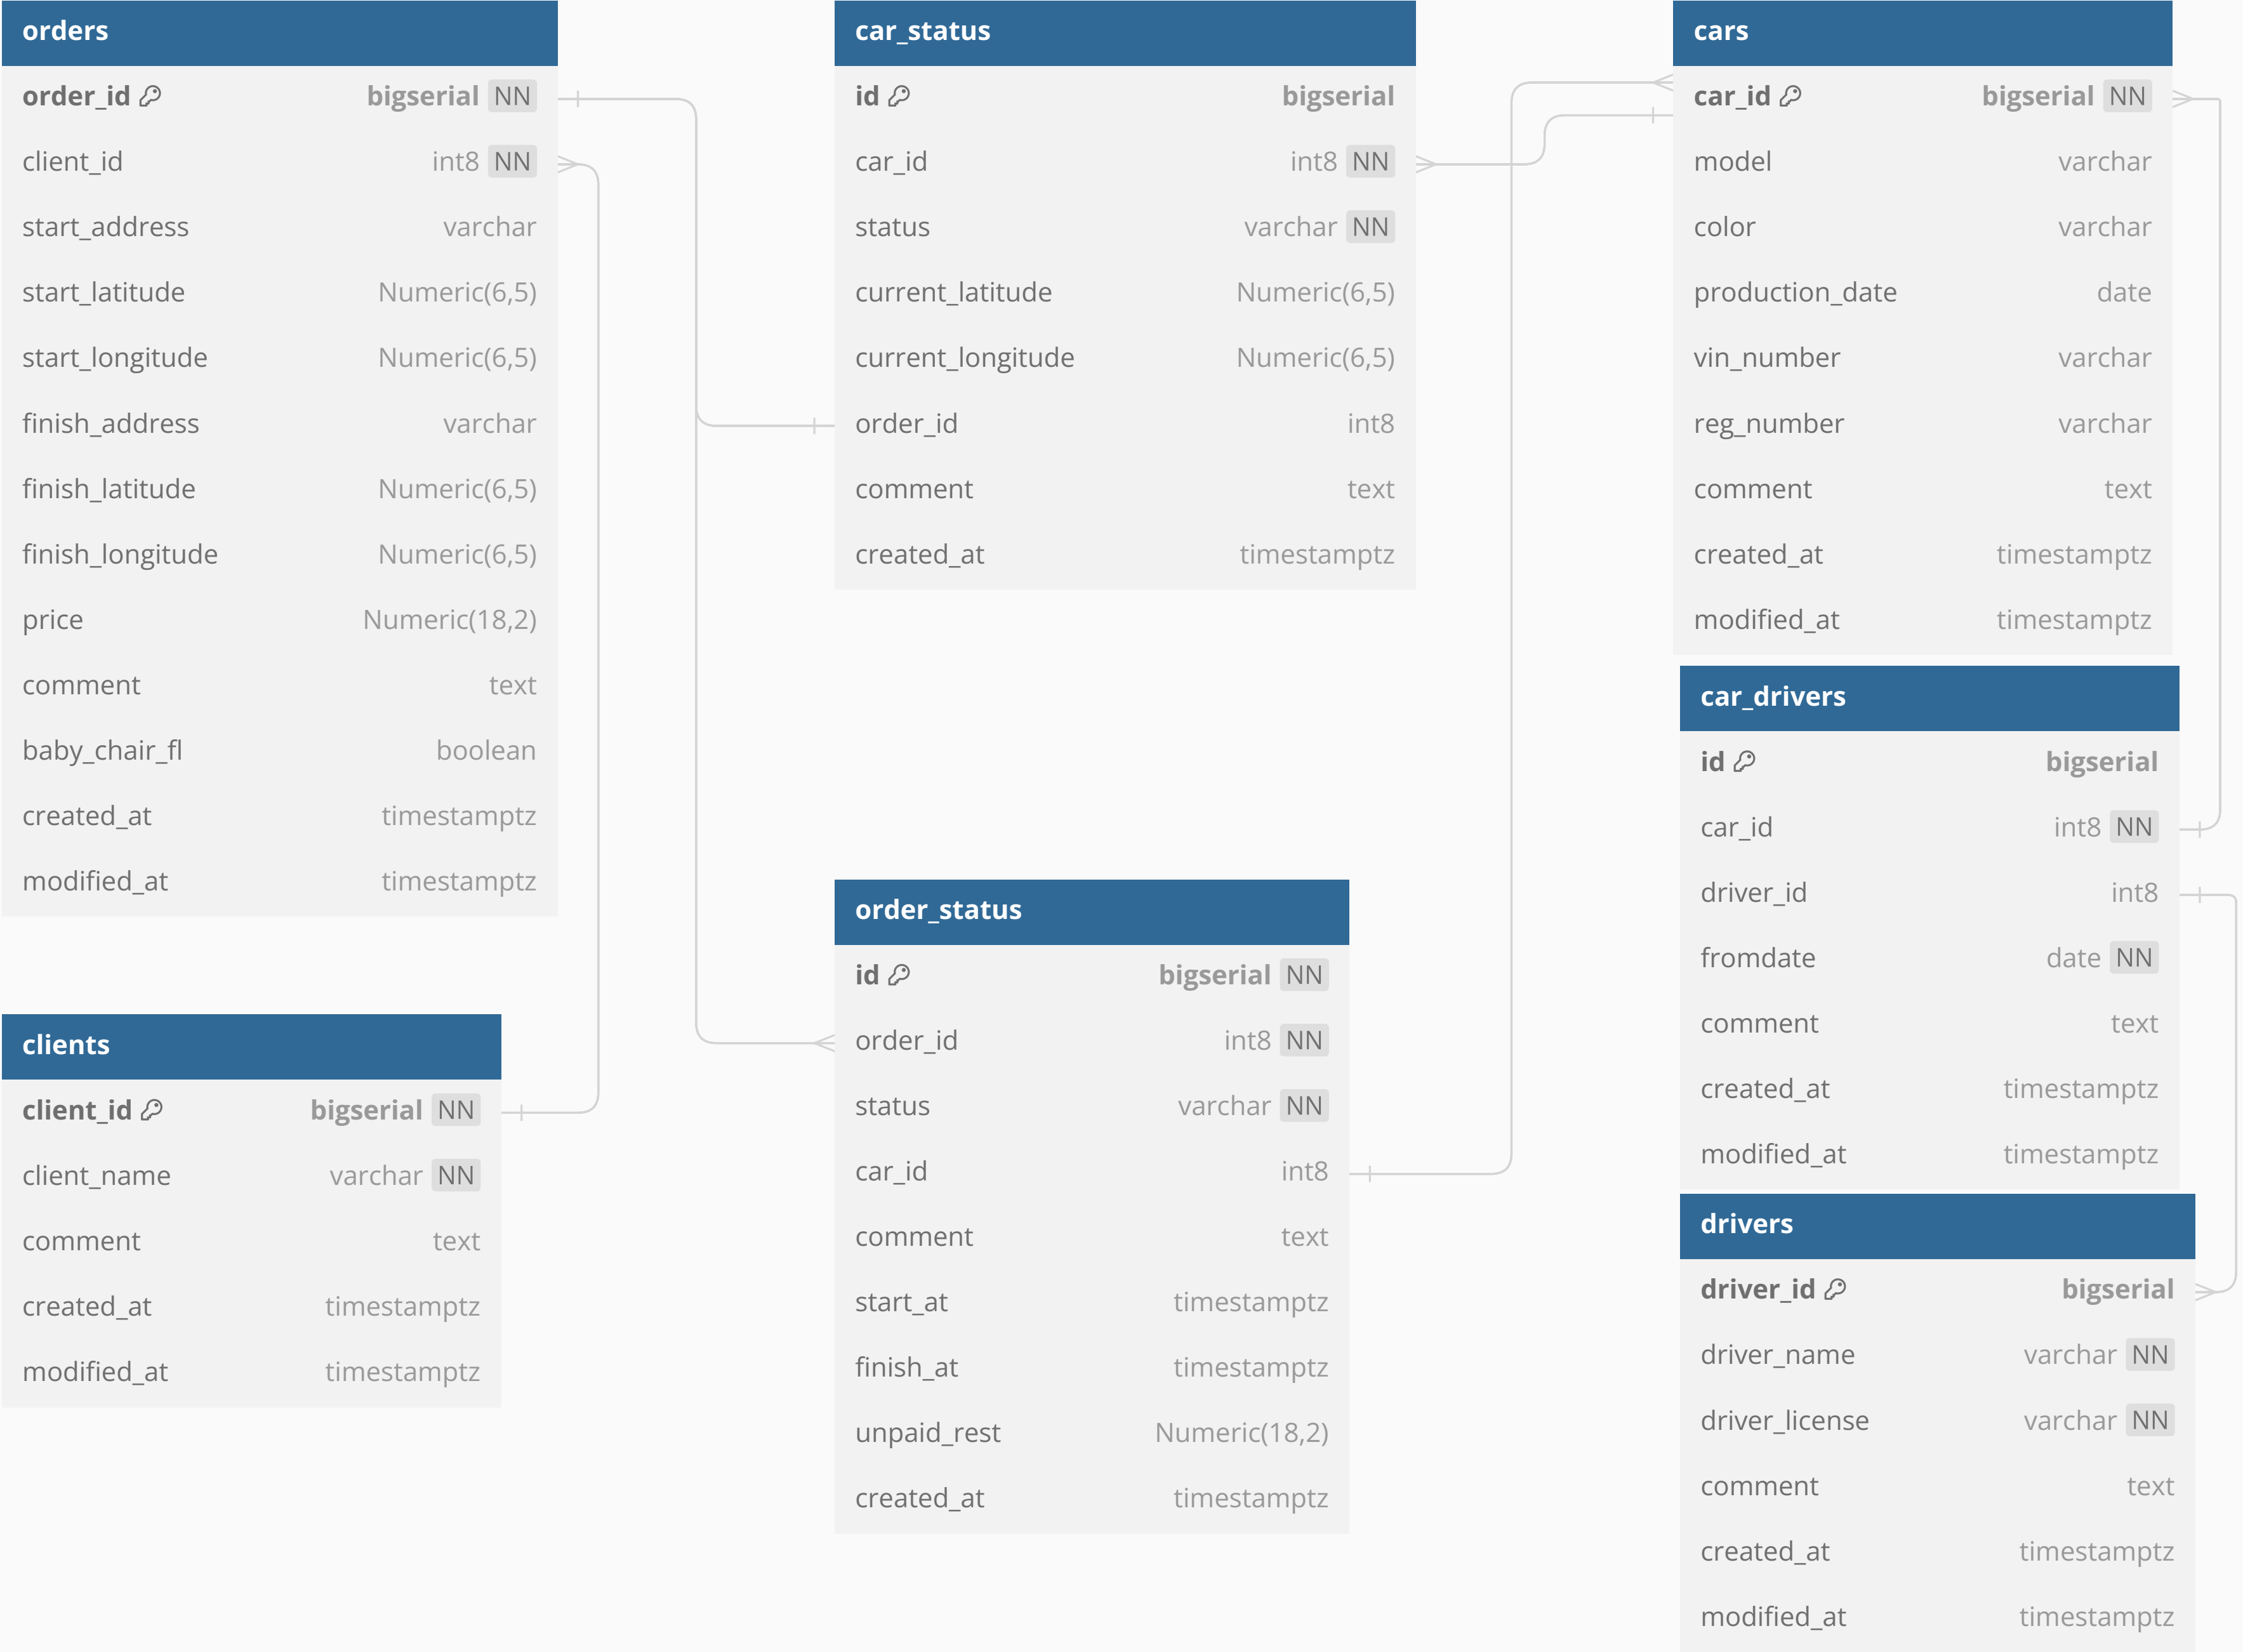 orders
order_id bigserial NN
client_id int8 NN
start_address varchar
start_latitude Numeric(6,5)
start_longitude Numeric(6,5)
finish_address varchar
finish_latitude Numeric(6,5)
finish_longitude Numeric(6,5)
price Numeric(18,2)
comment text
baby_chair_fl boolean
created_at timestamptz
modified_at timestamptz
clients
client_id bigserial NN
client_name varchar NN
comment text
created_at timestamptz
modified_at timestamptz
car_status
id bigserial
car_id int8 NN
status varchar NN
current_latitude Numeric(6,5)
current_longitude Numeric(6,5)
order_id int8
comment text
created_at timestamptz
order_status
id bigserial NN
order_id int8 NN
status varchar NN
car_id int8
comment text
start_at timestamptz
finish_at timestamptz
unpaid_rest Numeric(18,2)
created_at timestamptz
cars
car_id bigserial NN
model varchar
color varchar
production_date date
vin_number varchar
reg_number varchar
comment text
created_at timestamptz
modified_at timestamptz
car_drivers
id bigserial
car_id int8 NN
driver_id int8
fromdate date NN
comment text
created_at timestamptz
modified_at timestamptz
drivers
driver_id bigserial
driver_name varchar NN
driver_license varchar NN
comment text
created_at timestamptz
modified_at timestamptz